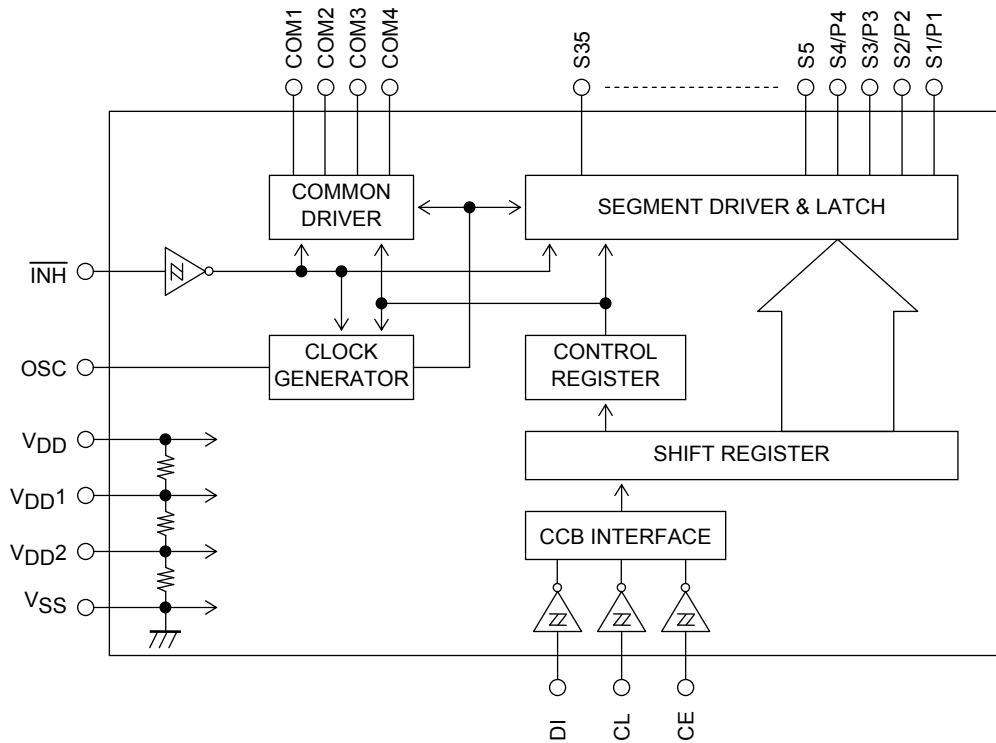 COM1
COM2
COM3
COM4
S35
S5
S4/P4
S3/P3
S2/P2
S1/P1
COMMON
DRIVER
SEGMENT DRIVER & LATCH
INH
OSC
CLOCK
GENERATOR
CONTROL
REGISTER
VDD
SHIFT REGISTER
VDD1
CCB INTERFACE
VDD2
VSS
DI
CL
CE